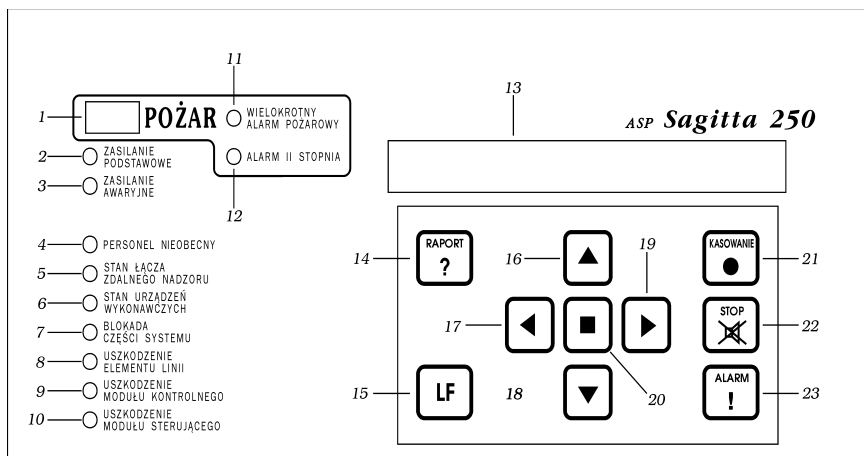 11
13
1
POŻAR
WIELOKROTNY
ALARM POŻAROWY
ASP Sagitta 250
2
ZASILANIE
PODSTAWOWE
ALARM II STOPNIA
3
ZASILANIE
AWARYJNE
12
4
PERSONEL NIEOBECNY
5
STAN ŁĄCZA
ZDALNEGO NADZORU
6
STAN URZĄDZEŃ
WYKONAWCZYCH
7
BLOKADA
CZĘŚCI SYSTEMU
8
USZKODZENIE
ELEMENTU LINII
9
USZKODZENIE
MODUŁU KONTROLNEGO
10
USZKODZENIE
MODUŁU STERUJĄCEGO
14
RAPORT
?
16
19
KASOWANIE
21
17
STOP
22
15
LF
18
20
ALARM
!
23